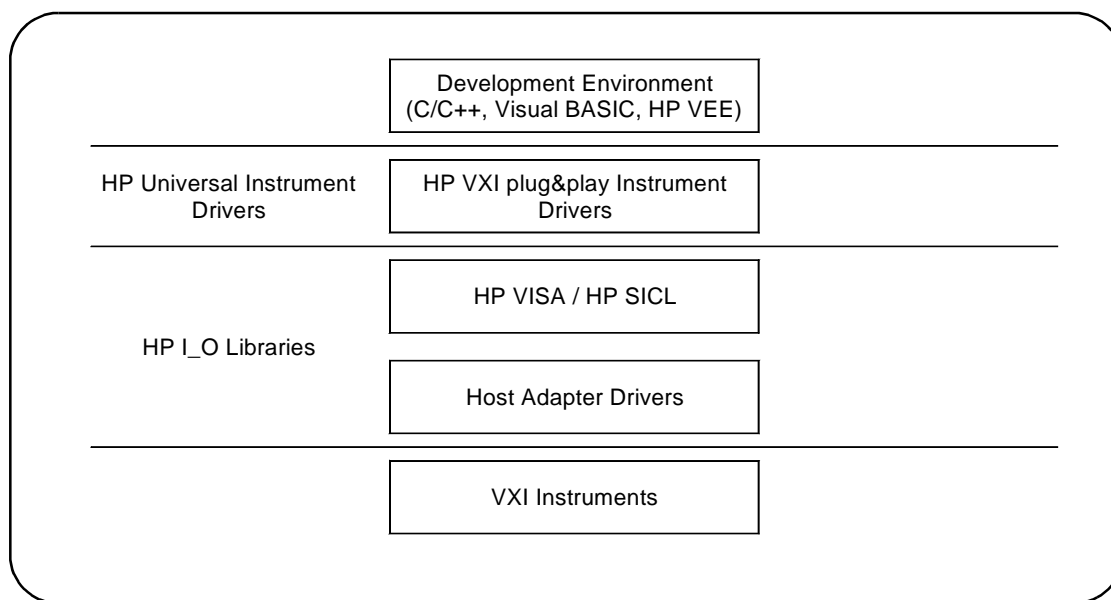 Development Environment
(C/C++, Visual BASIC, HP VEE)
HP Universal Instrument
Drivers
HP VXI plug&play Instrument
Drivers
HP VISA / HP SICL
HP I_O Libraries
Host Adapter Drivers
VXI Instruments